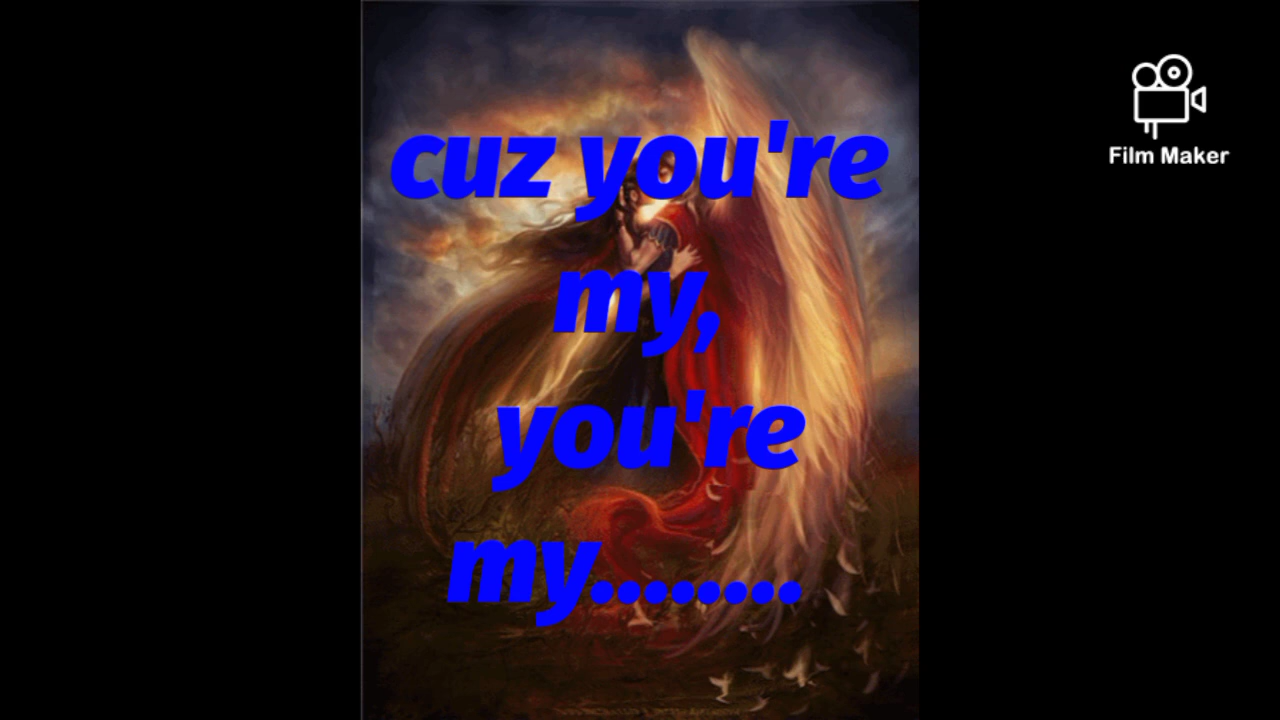 cuz you're
my,
you're
my........
Film Maker